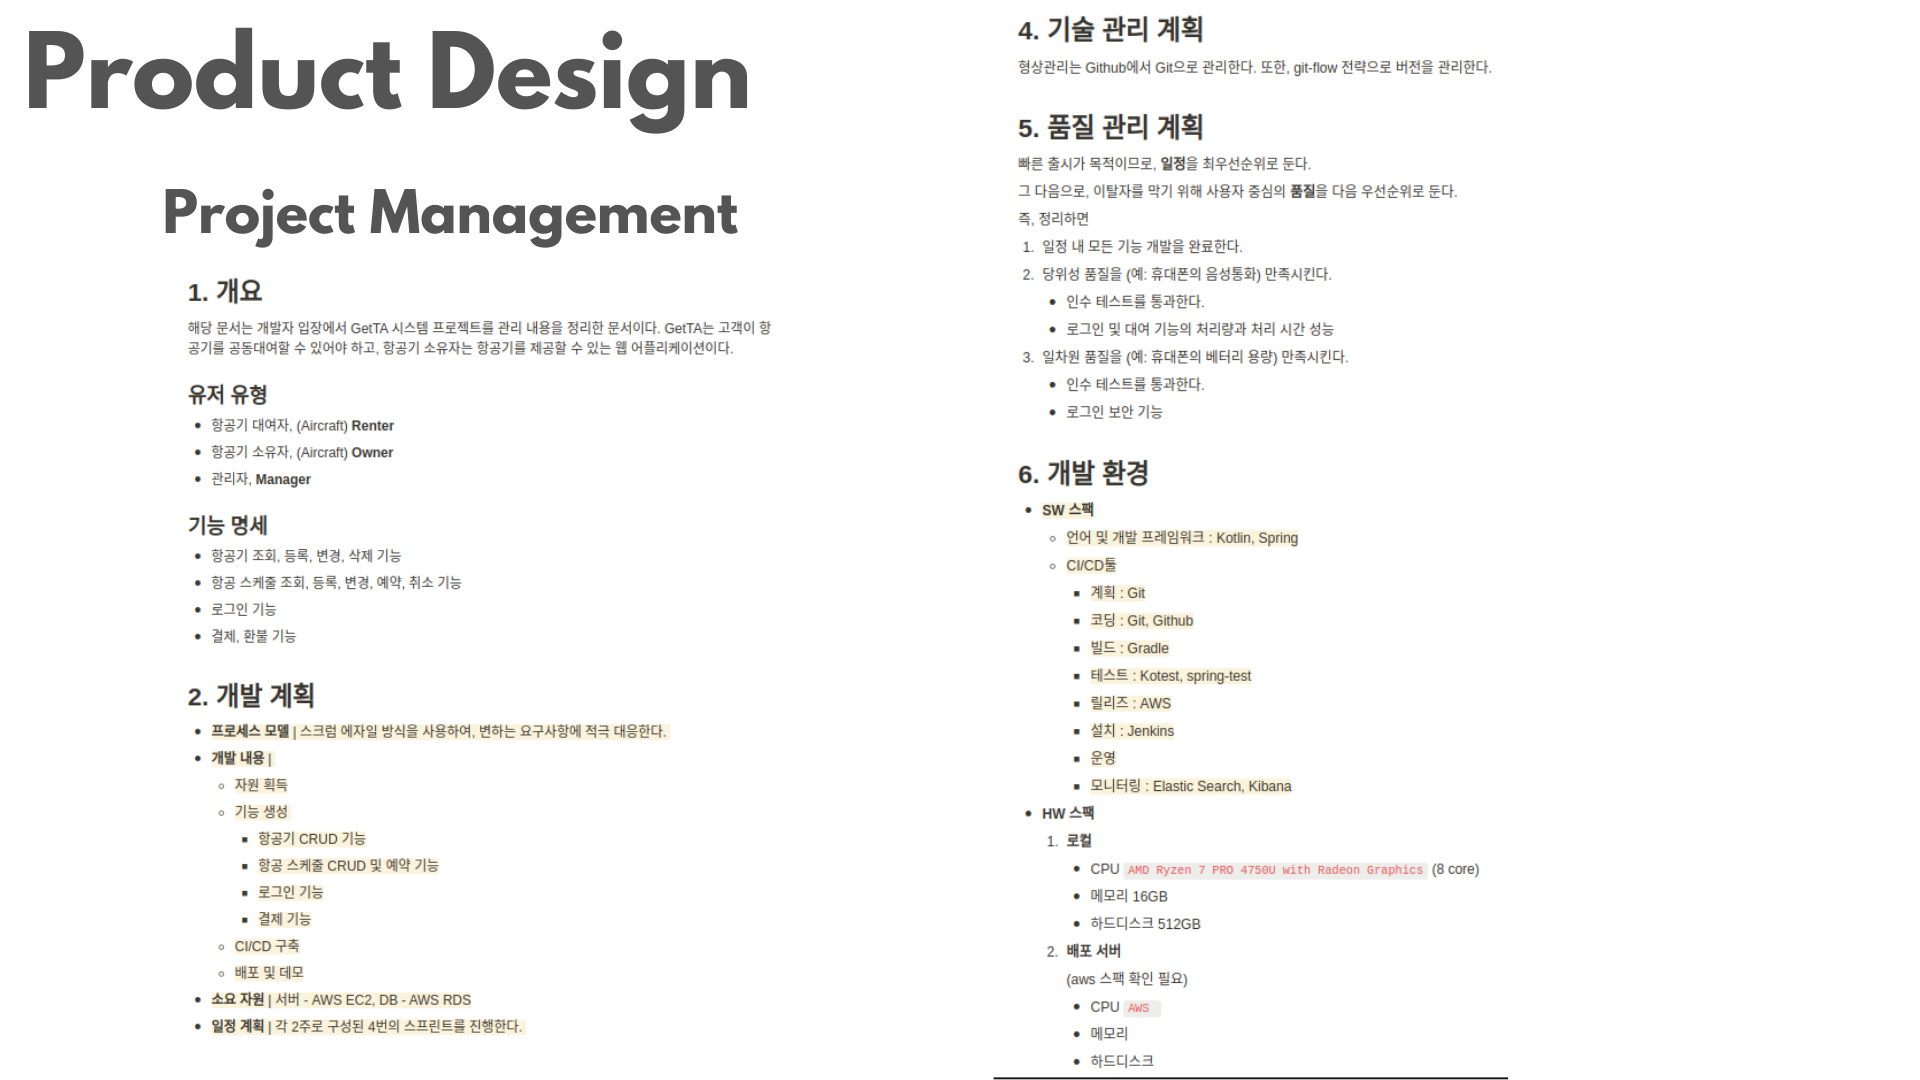 Product Design
Project Management
1. 개요
해당 문서는 개발자 입장에서 GetTA 시스템 프로젝트를 관리 내용을 정리한 문서이다. GetTA는 고객이 항
공기를 공동대여할 수 있어야 하고, 항공기 소유자는 항공기를 제공할 수 있는 웹 어플리케이션이다.
유저 유형
• 항공기 대여자, (Aircraft) Renter
• 항공기 소유자, (Aircraft) Owner
• 관리자, Manager
기능 명세
• 항공기 조회, 등록, 변경, 삭제 기능
• 항공 스케줄 조회, 등록, 변경, 예약, 취소 기능
• 로그인 기능
• 결제, 환불 기능
2. 개발 계획
• 프로세스 모델 | 스크럼 에자일 방식을 사용하여, 변하는 요구사항에 적극 대응한다.
• 개발 내용 |
◦ 자원 획득
◦ 기능 생성
▪ 항공기 CRUD 기능
▪ 항공 스케줄 CRUD 및 예약 기능
▪ 로그인 기능
▪ 결제 기능
◦ CI/CD 구축
◦ 배포 및 데모
• 소요 자원 | 서버 - AWS EC2, DB - AWS RDS
• 일정 계획 | 각 2주로 구성된 4번의 스프린트를 진행한다.
4. 기술 관리 계획
형상관리는 Github에서 Git으로 관리한다. 또한, git-flow 전략으로 버전을 관리한다.
5. 품질 관리 계획
빠른 출시가 목적이므로, 일정을 최우선순위로 둔다.
그 다음으로, 이탈자를 막기 위해 사용자 중심의 품질을 다음 우선순위로 둔다.
즉, 정리하면
1. 일정 내 모든 기능 개발을 완료한다.
2. 당위성 품질을 (예: 휴대폰의 음성통화) 만족시킨다.
• 인수 테스트를 통과한다.
• 로그인 및 대여 기능의 처리량과 처리 시간 성능
3. 일차원 품질을 (예: 휴대폰의 베터리 용량) 만족시킨다.
• 인수 테스트를 통과한다.
• 로그인 보안 기능
6. 개발 환경
• SW 스팩
◦ 언어 및 개발 프레임워크 : Kotlin, Spring
◦ CI/CD툴
▪ 계획 : Git
▪ 코딩 : Git, Github
▪ 빌드 : Gradle
▪ 테스트 : Kotest, spring-test
▪ 릴리즈 : AWS
▪ 설치 : Jenkins
▪ 운영
▪ 모니터링 : Elastic Search, Kibana
• HW 스팩
1. 로컬
• CPU AMD Ryzen 7 PRO 4750U with Radeon Graphics (8 core)
• 메모리 16GB
• 하드디스크 512GB
2. 배포 서버
(aws 스팩 확인 필요)
• CPU AWS
• 메모리
• 하드디스크